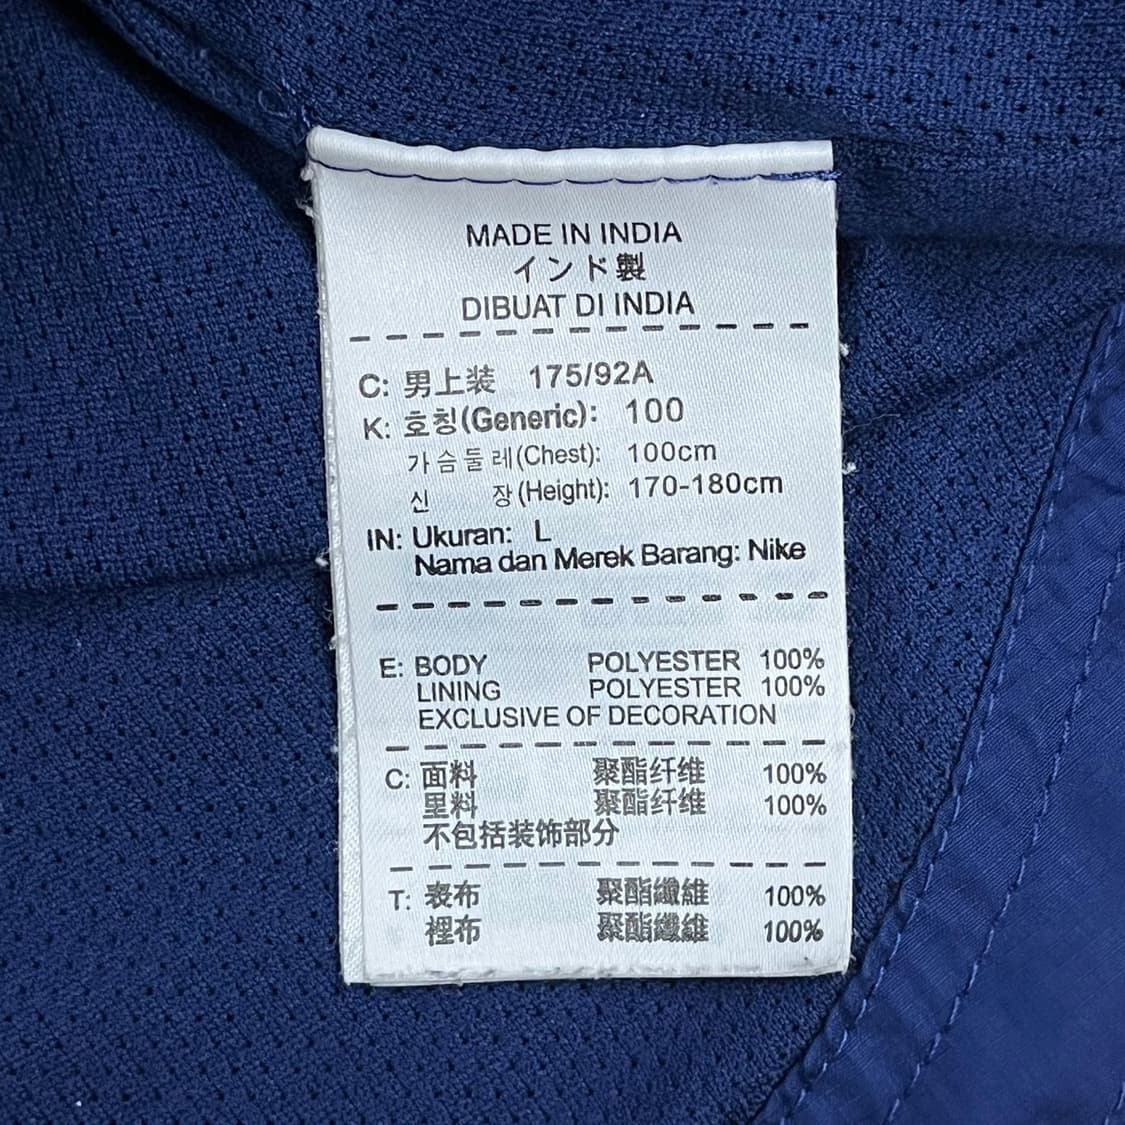 MADE IN INDIA
インド製
DIBUAT DI INDIA
C: 男上装 175/92A
K: 호칭(Generic): 100
가슴둘레(Chest): 100cm
신 장(Height): 170-180cm
IN: Ukuran: L
Nama dan Merek Barang: Nike
E: BODY POLYESTER 100%
LINING POLYESTER 100%
EXCLUSIVE OF DECORATION
C: 面料 聚酯纤维 100%
里料 聚酯纤维 100%
不包括装饰部分
T: 表布 聚酯纖維 100%
裡布 聚酯纖維 100%